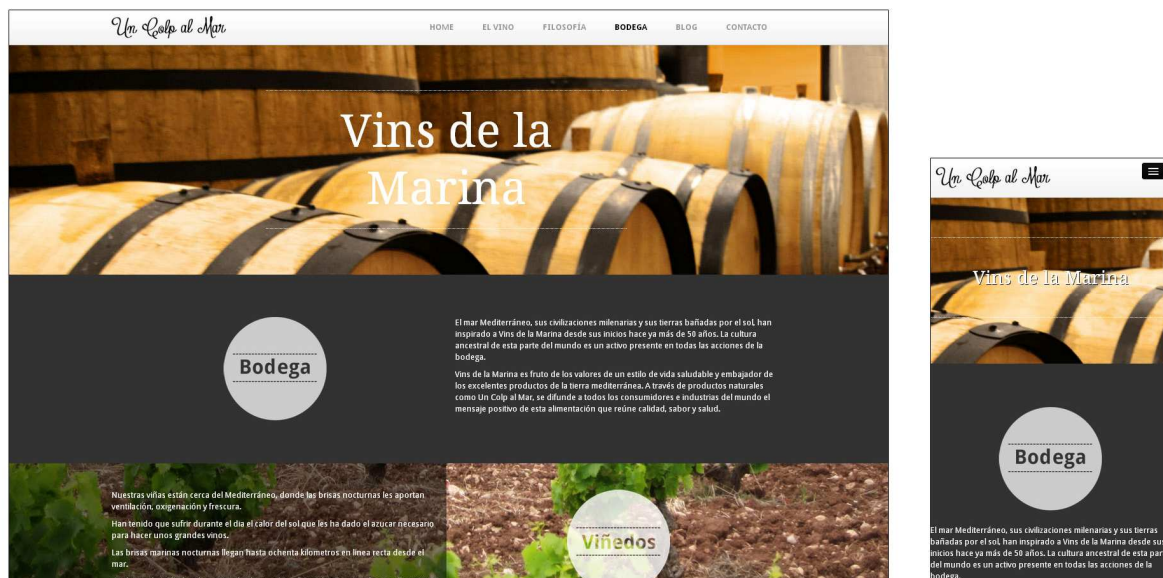 Un Colp al Mar
HOME EL VINO FILOSOFÍA BODEGA BLOG CONTACTO
Vins de la
Marina
Bodega
El mar Mediterráneo, sus civilizaciones milenarias y sus tierras bañadas por el sol, han
inspirado a Vins de la Marina desde sus inicios hace ya más de 50 años. La cultura
ancestral de esta parte del mundo es un activo presente en todas las acciones de la
bodega.
Vins de la Marina es fruto de los valores de un estilo de vida saludable y embajador de
los excelentes productos de la tierra mediterránea. A través de productos naturales
como Un Colp al Mar, se difunde a todos los consumidores e industrias del mundo el
mensaje positivo de esta alimentación que reúne calidad, sabor y salud.
Nuestras viñas están cerca del Mediterráneo, donde las brisas nocturnas les aportan
ventilación, oxigenación y frescura.
Han tenido que sufrir durante el dia el calor del sol que les ha dado el azucar necesario
para hacer unos grandes vinos.
Las brisas marinas nocturnas llegan hasta ochenta kilometros en linea recta desde el
mar.
Viñedos
Un Colp al Mar
Vins de la Marina
Bodega
El mar Mediterráneo, sus civilizaciones milenarias y sus tierras
bañadas por el sol, han inspirado a Vins de la Marina desde sus
inicios hace ya más de 50 años. La cultura ancestral de esta par
del mundo es un activo presente en todas las acciones de la
bodega.